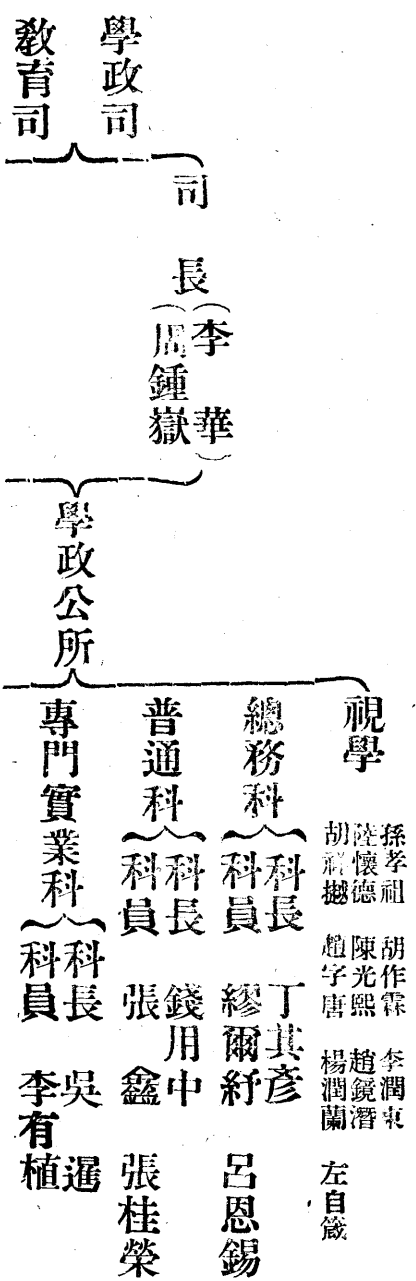 學政司
教育司
司長
李華
周鍾嶽
學政公所
視學
孫孝祖 胡作霖 李潤東
陸懷德 陳光熙 趙鏡潛
胡祥樾 趙字唐 楊潤蘭 左自箴
總務科
科長 丁其彥
科員 繆爾紓 呂恩錫
普通科
科長 錢用中
科員 張鑫 張桂榮
專門實業科
科長 吳暹
科員 李有植